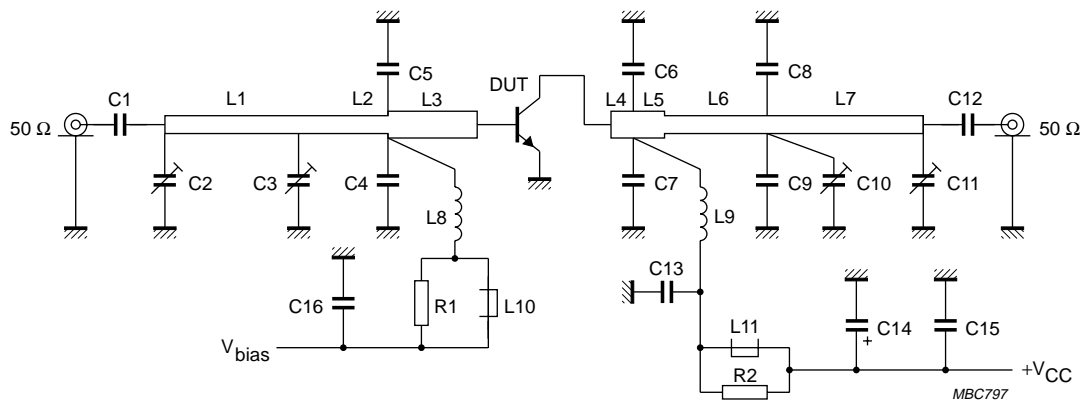 C5
C6
C8
DUT
C1
L1
L2
L3
L4
L5
L6
L7
C12
50 Ω
50 Ω
C2
C3
C4
C7
C9
C10
C11
L8
L9
C13
C16
R1
L10
L11
C14
C15
+
Vbias
R2
+VCC
MBC797